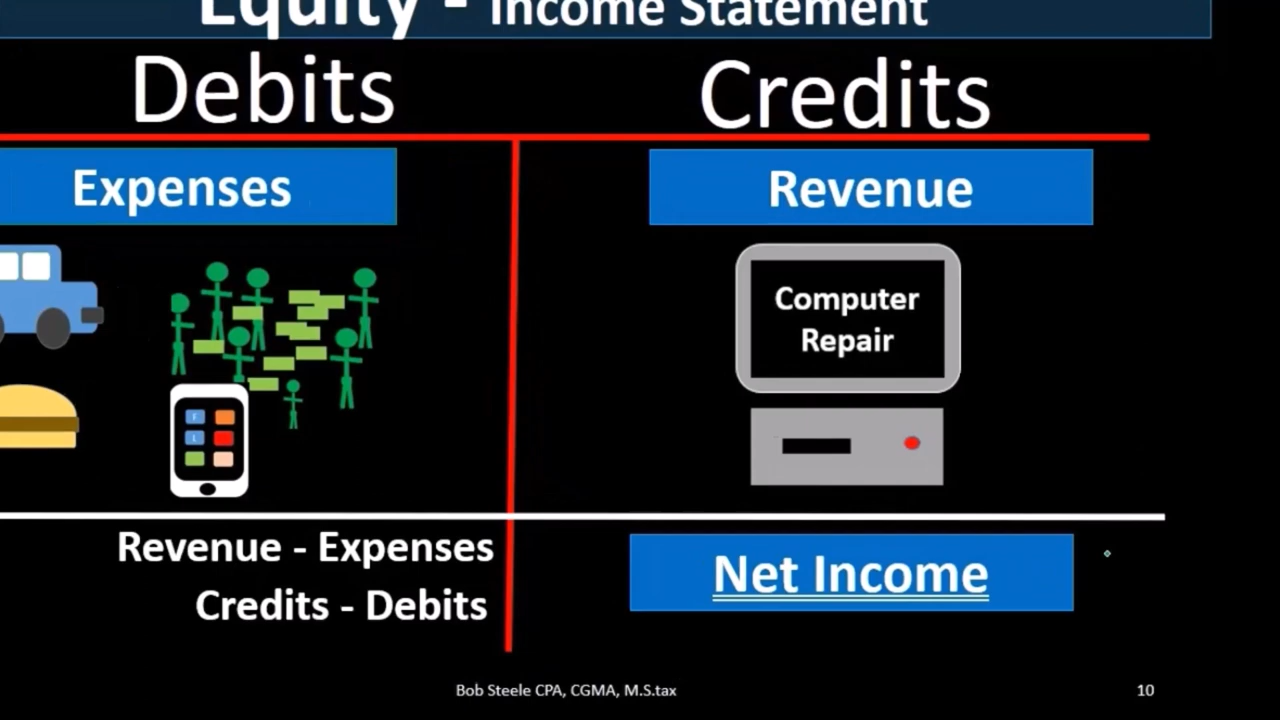 Equity - Income Statement
Debits
Credits
Expenses
Revenue
Computer
Repair
Revenue - Expenses
Credits - Debits
Net Income
Bob Steele CPA, CGMA, M.S.tax
10